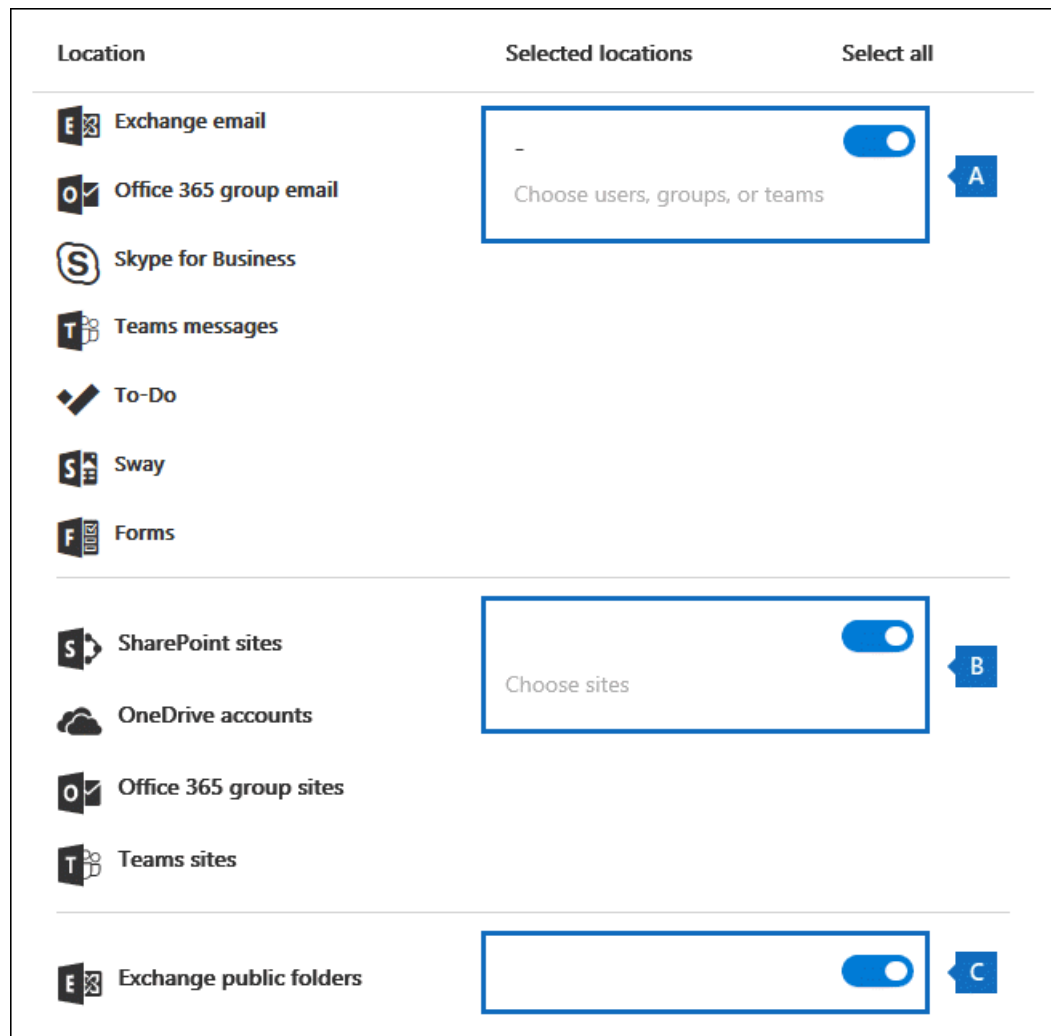 Location Selected locations Select all
Exchange email
-
A
Office 365 group email
Choose users, groups, or teams
Skype for Business
Teams messages
To-Do
Sway
Forms
SharePoint sites
B
Choose sites
OneDrive accounts
Office 365 group sites
Teams sites
Exchange public folders
C